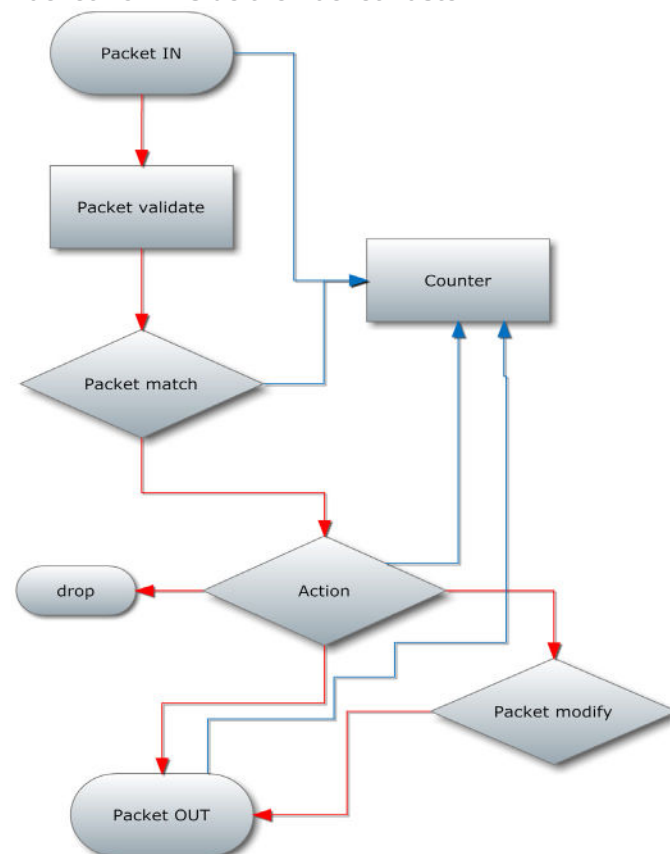 Packet IN
Packet validate
Counter
Packet match
Action
drop
Packet modify
Packet OUT